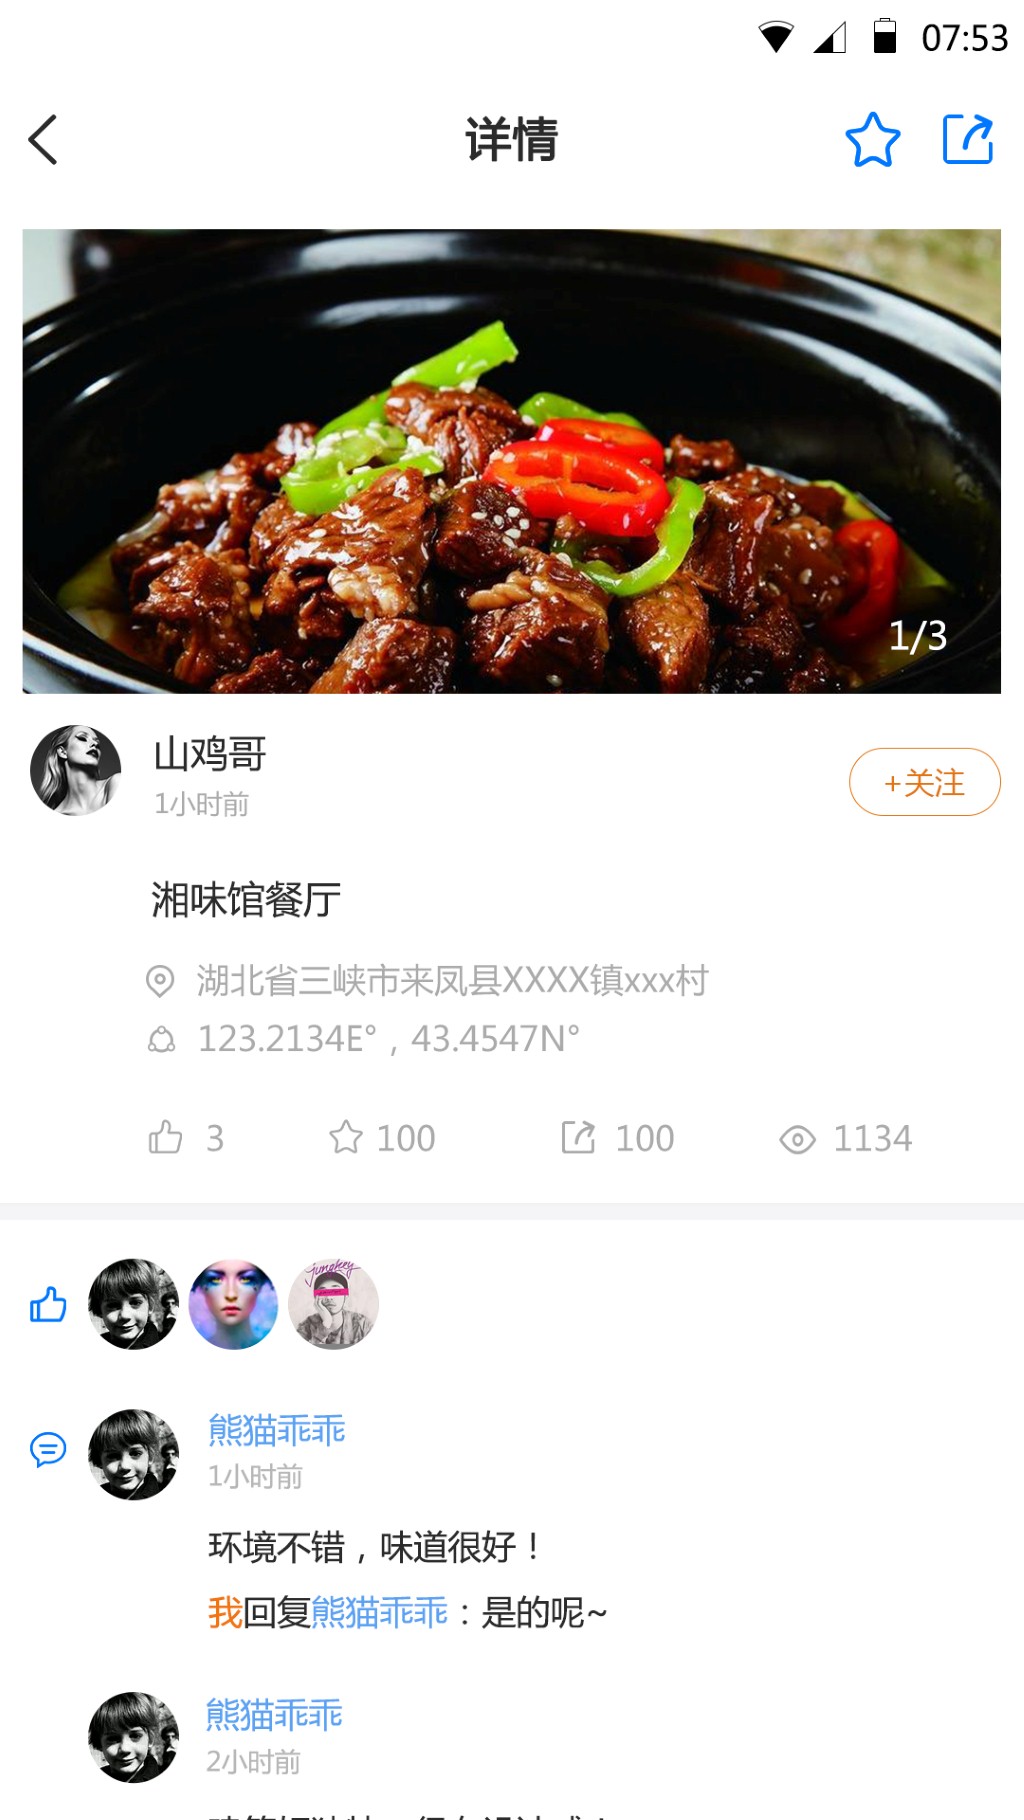 07:53
详情
1/3
山鸡哥
1小时前
+关注
湘味馆餐厅
湖北省三峡市来凤县XXXX镇xxx村
123.2134E°，43.4547N°
3 100 100 1134
熊猫乖乖
1小时前
环境不错，味道很好！
我回复熊猫乖乖：是的呢~
熊猫乖乖
2小时前